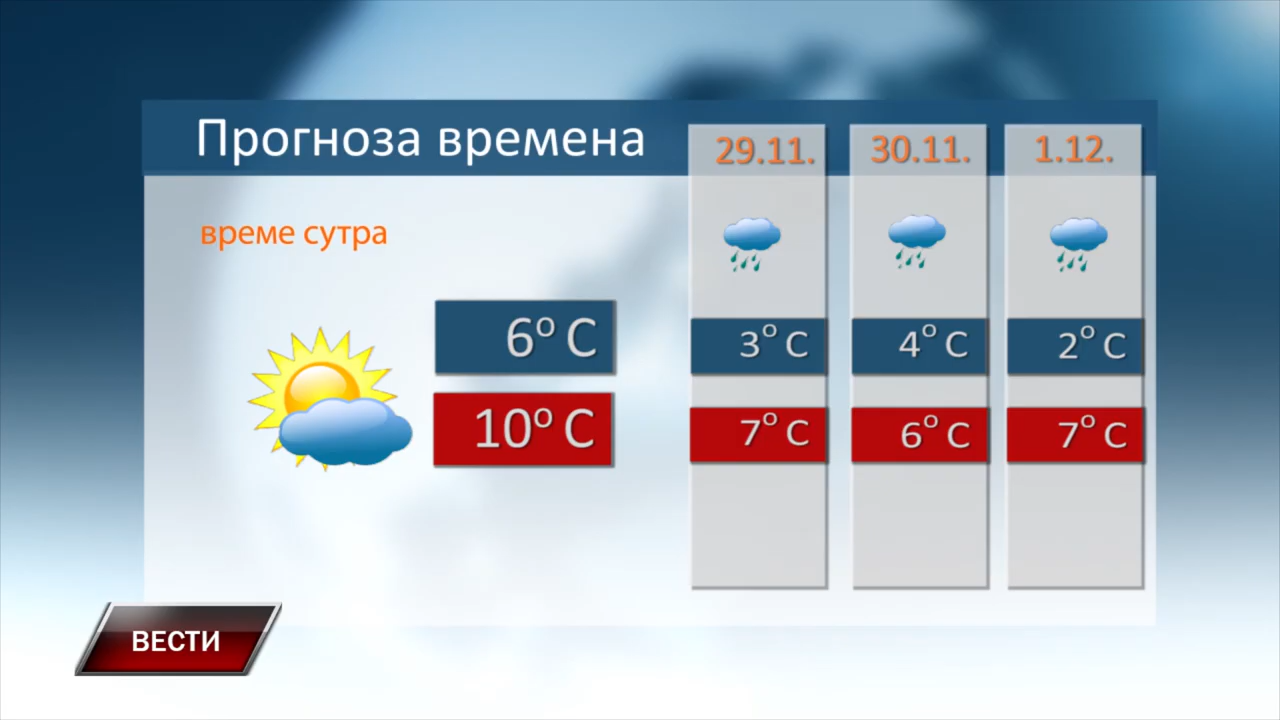 Прогноза времена
29.11.
30.11.
1.12.
време сутра
6º C
3º C
4º C
2º C
10º C
7º C
6º C
7º C
ВЕСТИ